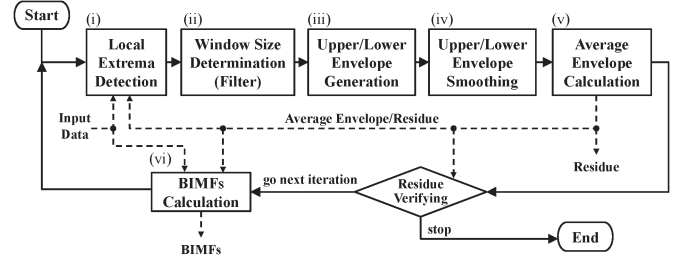 Start
(i)
(ii)
(iii)
(iv)
(v)
Local
Extrema
Detection
Window Size
Determination
(Filter)
Upper/Lower
Envelope
Generation
Upper/Lower
Envelope
Smoothing
Average
Envelope
Calculation
Input
Data
Average Envelope/Residue
Residue
(vi)
BIMFs
Calculation
go next iteration
Residue
Verifying
stop
End
BIMFs